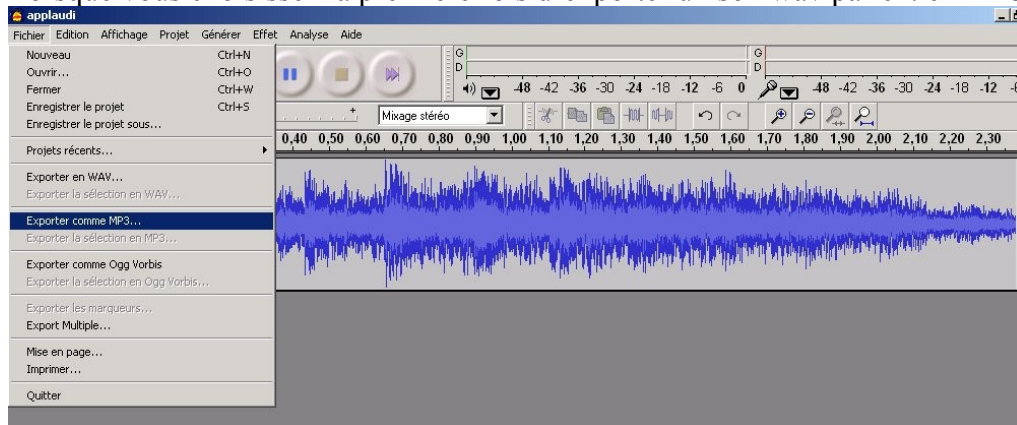 applaudi
Fichier Edition Affichage Projet Générer Effet Analyse Aide
Nouveau Ctrl+N
Ouvrir... Ctrl+O
Fermer Ctrl+W
Enregistrer le projet Ctrl+S
Enregistrer le projet sous...
Projets récents...
Exporter en WAV...
Exporter la sélection en WAV...
Exporter comme MP3...
Exporter la sélection en MP3...
Exporter comme Ogg Vorbis
Exporter la sélection en Ogg Vorbis...
Exporter les marqueurs...
Export Multiple...
Mise en page...
Imprimer...
Quitter
G
D
-48 -42 -36 -30 -24 -18 -12 -6 0
G
D
-48 -42 -36 -30 -24 -18 -12
Mixage stéréo
0,40 0,50 0,60 0,70 0,80 0,90 1,00 1,10 1,20 1,30 1,40 1,50 1,60 1,70 1,80 1,90 2,00 2,10 2,20 2,30